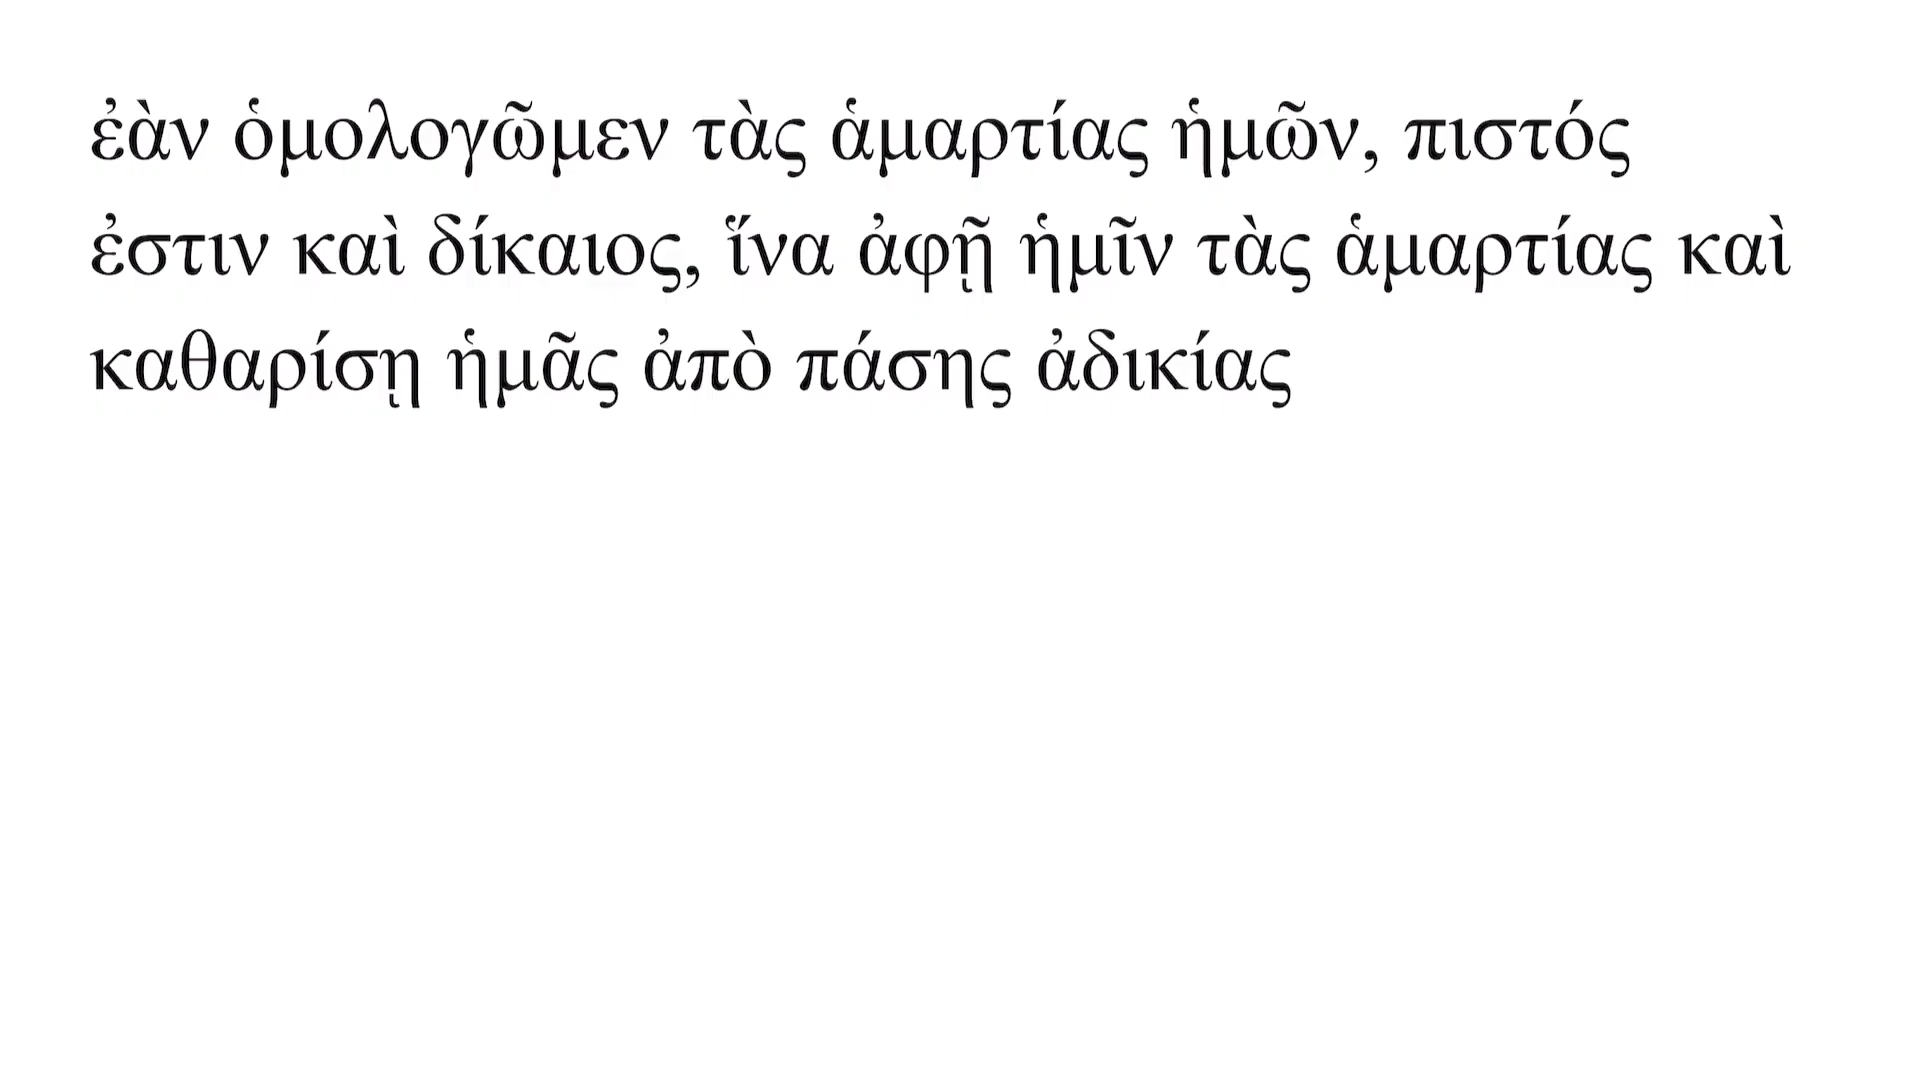 ἐὰν ὁμολογῶμεν τὰς ἁμαρτίας ἡμῶν, πιστός
ἐστιν καὶ δίκαιος, ἵνα ἀφῇ ἡμῖν τὰς ἁμαρτίας καὶ
καθαρίσῃ ἡμᾶς ἀπὸ πάσης ἀδικίας